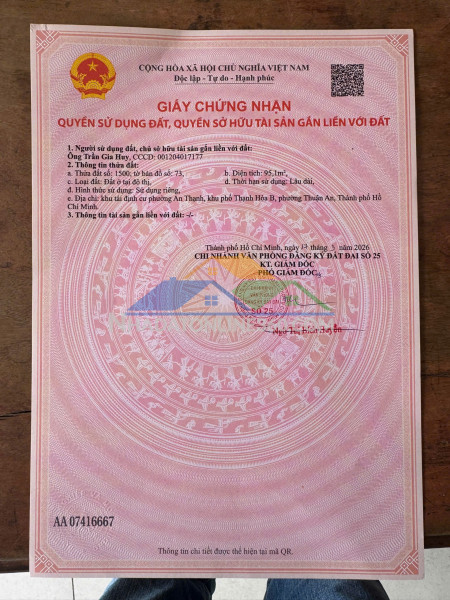 CỘNG HÒA XÃ HỘI CHỦ NGHĨA VIỆT NAM
Độc lập - Tự do - Hạnh phúc
GIẤY CHỨNG NHẬN
QUYỀN SỬ DỤNG ĐẤT, QUYỀN SỞ HỮU TÀI SẢN GẮN LIỀN VỚI ĐẤT
1. Người sử dụng đất, chủ sở hữu tài sản gắn liền với đất:
Ông Trần Gia Huy, CCCD: 001204017177
2. Thông tin thửa đất:
a. Thửa đất số: 1500; tờ bản đồ số: 73, b. Diện tích: 95,1m²,
c. Loại đất: Đất ở tại đô thị, d. Thời hạn sử dụng: Lâu dài,
đ. Hình thức sử dụng: Sử dụng riêng,
e. Địa chỉ: khu tái định cư phường An Thạnh, khu phố Thạnh Hòa B, phường Thuận An, Thành phố Hồ
Chí Minh.
3. Thông tin tài sản gắn liền với đất: -/-
Thành phố Hồ Chí Minh, ngày 13 tháng 5 năm 2026
CHI NHÁNH VĂN PHÒNG ĐĂNG KÝ ĐẤT ĐAI SỐ 25
KT. GIÁM ĐỐC
PHÓ GIÁM ĐỐC
SỐ 25
AA 07416667
Thông tin chi tiết được thể hiện tại mã QR.